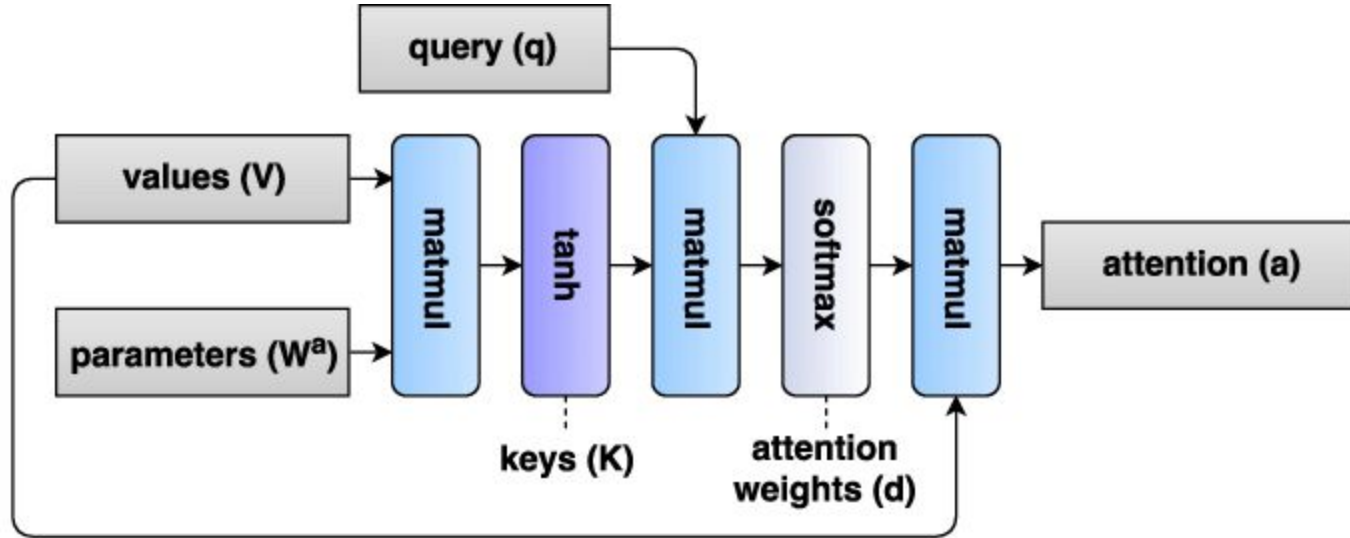 query (q)
values (V)
parameters (Wᵃ)
matmul
tanh
matmul
softmax
matmul
attention (a)
keys (K)
attention
weights (d)